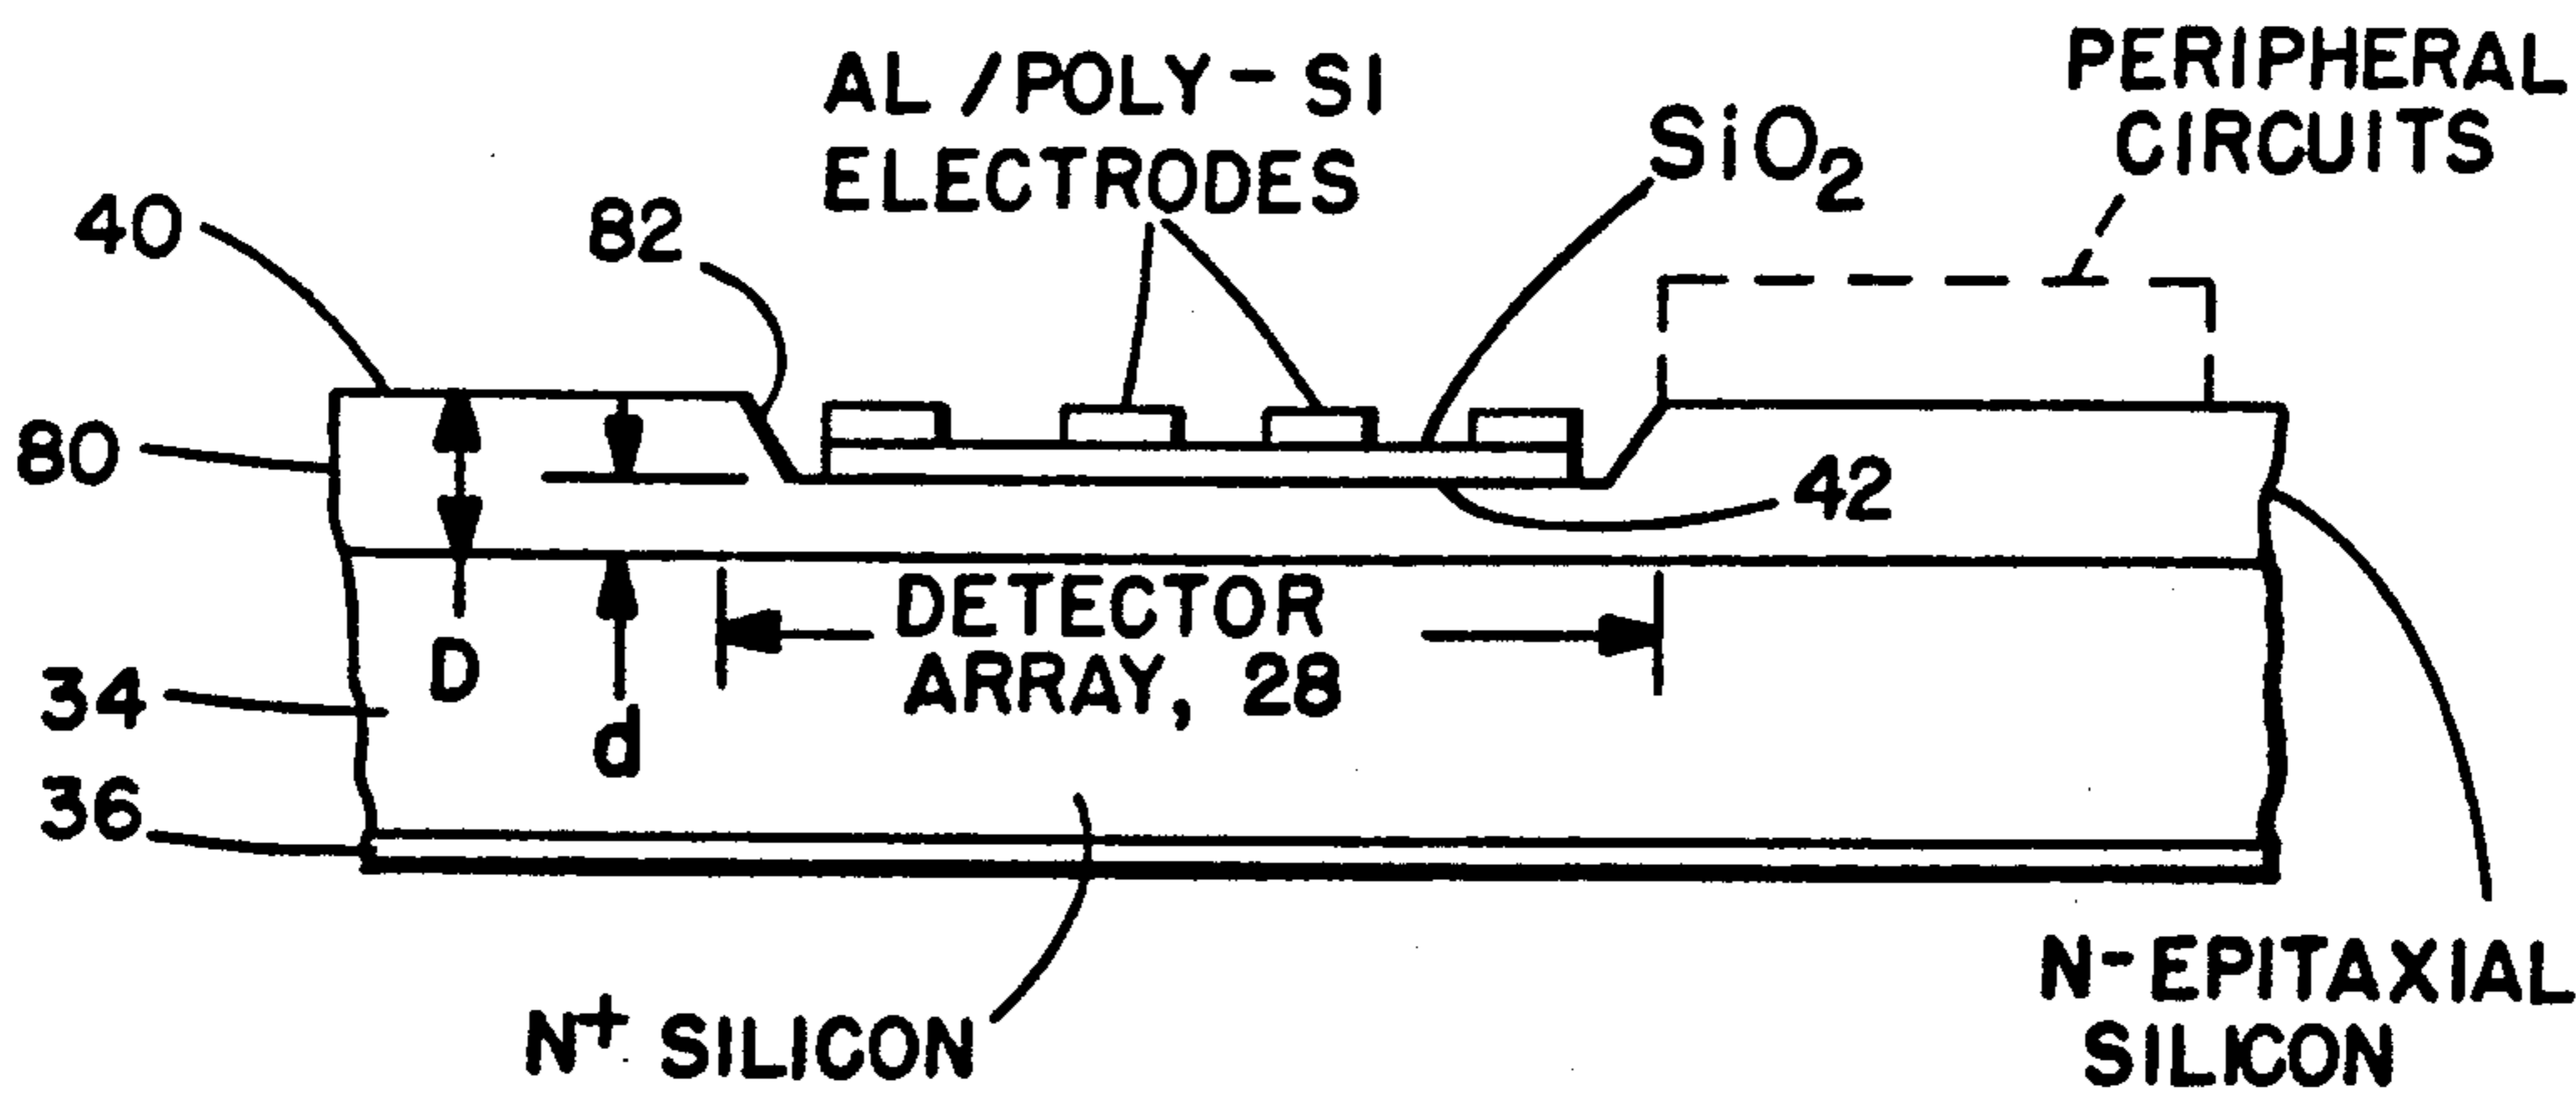 PERIPHERAL
CIRCUITS
AL / POLY-SI
ELECTRODES
SiO₂
40
82
80
42
DETECTOR
ARRAY, 28
D
d
34
36
N⁺ SILICON
N-EPITAXIAL
SILICON